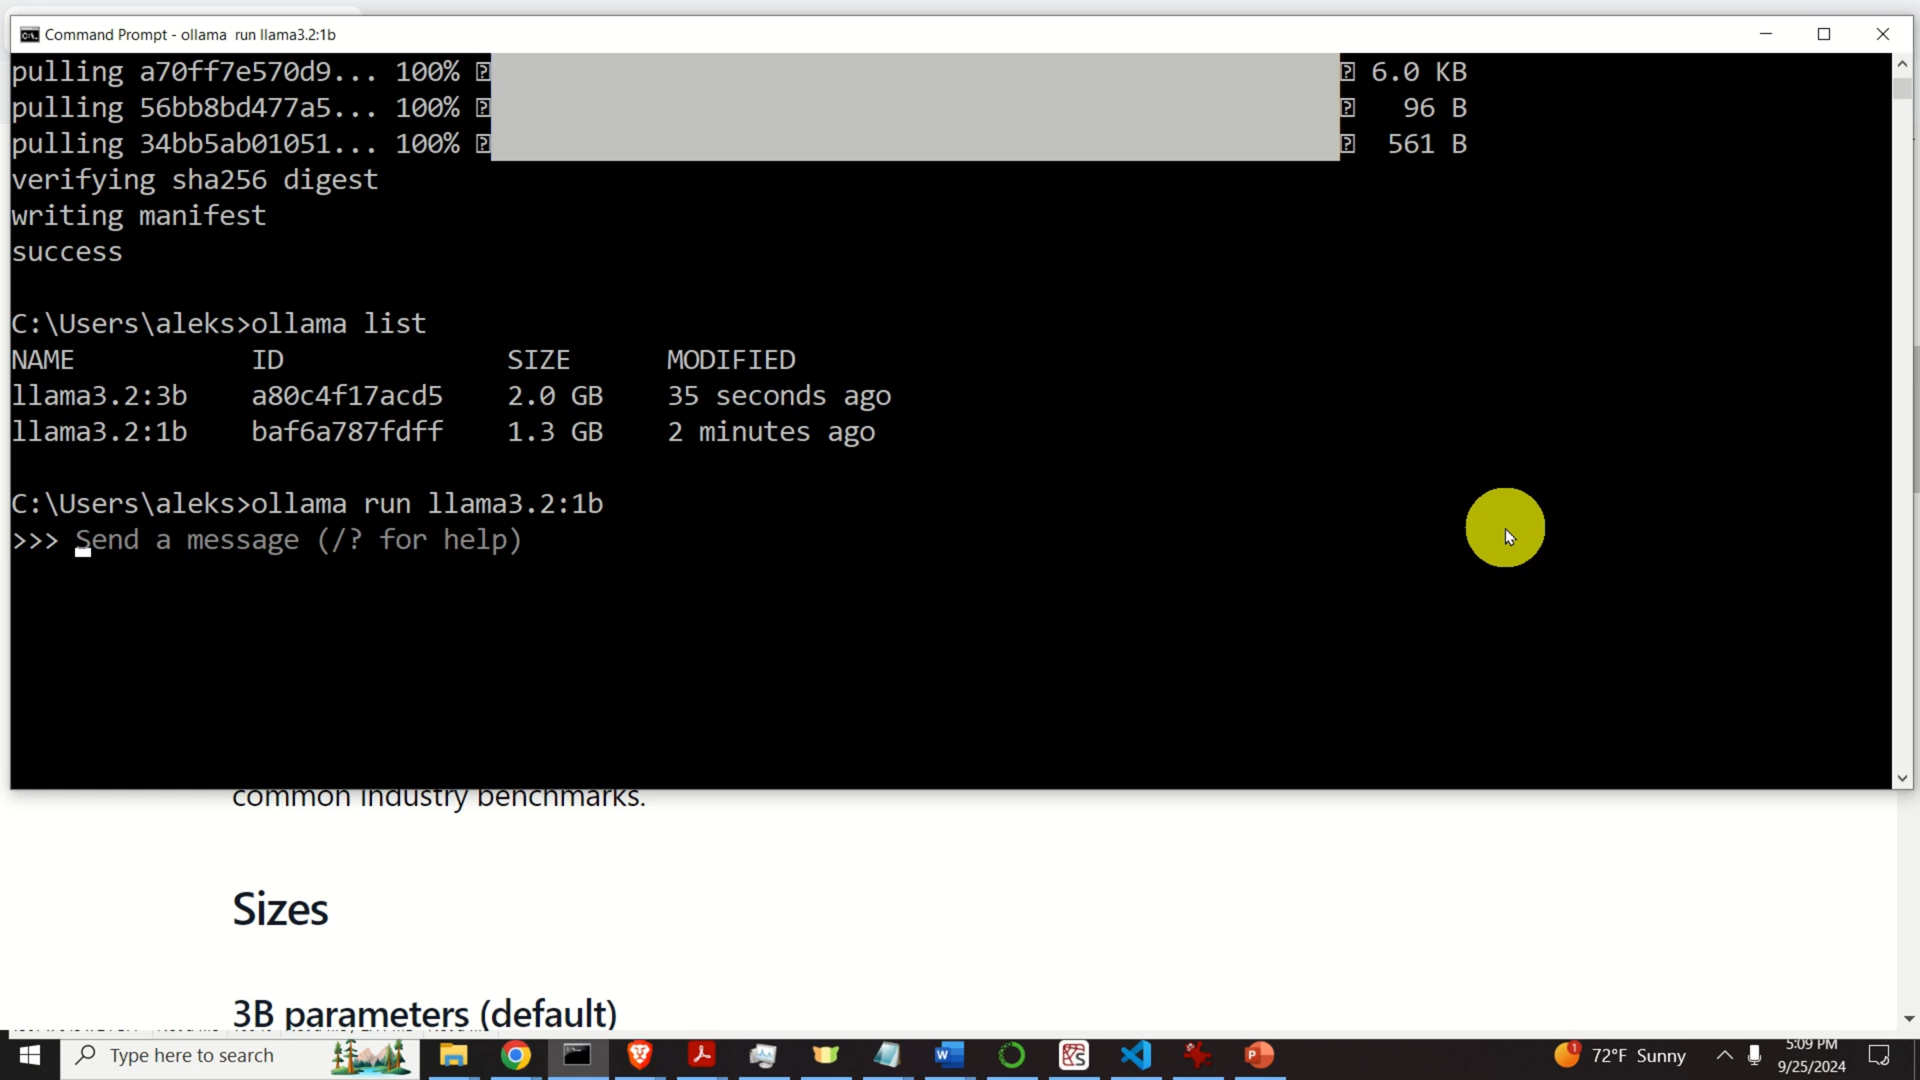 Command Prompt - ollama  run llama3.2:1b
pulling a70ff7e570d9... 100% 6.0 KB
pulling 56bb8bd477a5... 100% 96 B
pulling 34bb5ab01051... 100% 561 B
verifying sha256 digest
writing manifest
success
C:\Users\aleks>ollama list
NAME ID SIZE MODIFIED
llama3.2:3b a80c4f17acd5 2.0 GB 35 seconds ago
llama3.2:1b baf6a787fdff 1.3 GB 2 minutes ago
C:\Users\aleks>ollama run llama3.2:1b
>>> Send a message (/? for help)
common industry benchmarks.
Sizes
3B parameters (default)
Type here to search
72°F Sunny
5:09 PM
9/25/2024